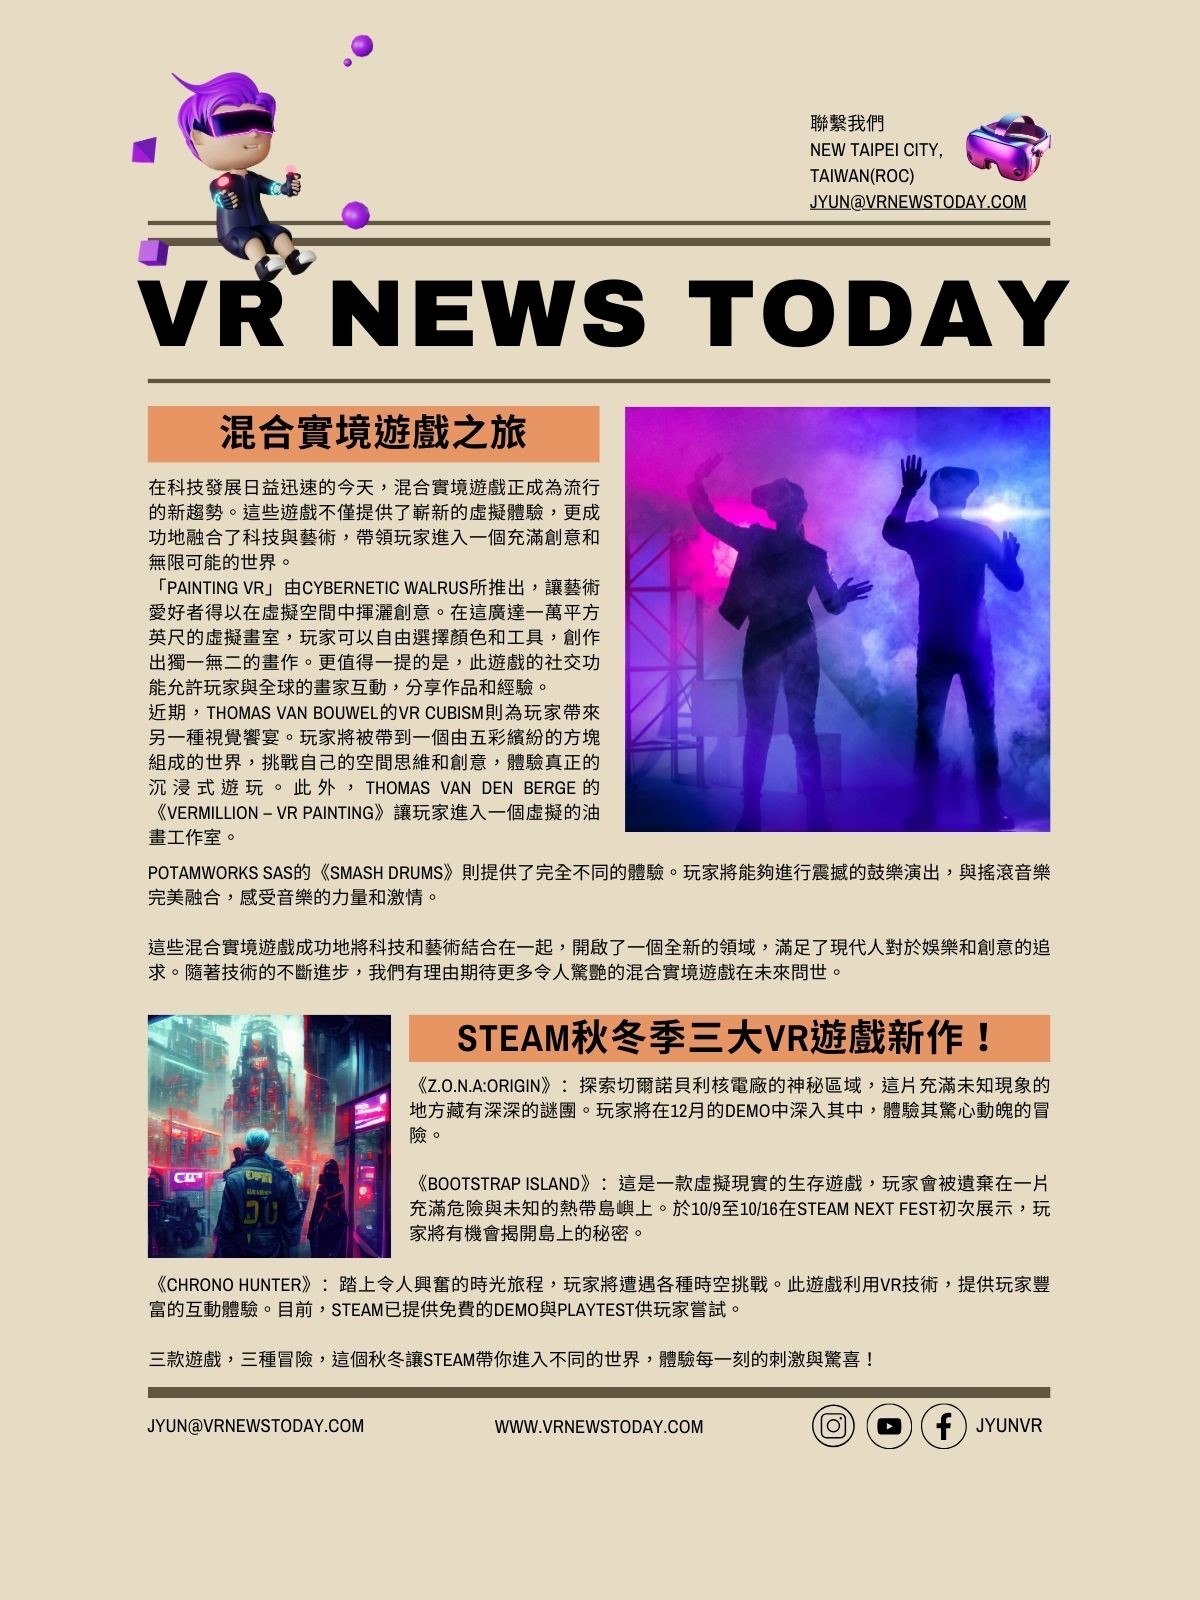 聯繫我們
NEW TAIPEI CITY,
TAIWAN(ROC)
JYUN@VRNEWSTODAY.COM
VR NEWS TODAY
混合實境遊戲之旅
在科技發展日益迅速的今天，混合實境遊戲正成為流行
的新趨勢。這些遊戲不僅提供了嶄新的虛擬體驗，更成
功地融合了科技與藝術，帶領玩家進入一個充滿創意和
無限可能的世界。
「PAINTING VR」由CYBERNETIC WALRUS所推出，讓藝術
愛好者得以在虛擬空間中揮灑創意。在這廣達一萬平方
英尺的虛擬畫室，玩家可以自由選擇顏色和工具，創作
出獨一無二的畫作。更值得一提的是，此遊戲的社交功
能允許玩家與全球的畫家互動，分享作品和經驗。
近期，THOMAS VAN BOUWEL的VR CUBISM則為玩家帶來
另一種視覺饗宴。玩家將被帶到一個由五彩繽紛的方塊
組成的世界，挑戰自己的空間思維和創意，體驗真正的
沉浸式遊玩。此外，THOMAS VAN DEN BERGE的
《VERMILLION – VR PAINTING》讓玩家進入一個虛擬的油
畫工作室。
POTAMWORKS SAS的《SMASH DRUMS》則提供了完全不同的體驗。玩家將能夠進行震撼的鼓樂演出，與搖滾音樂
完美融合，感受音樂的力量和激情。
這些混合實境遊戲成功地將科技和藝術結合在一起，開啟了一個全新的領域，滿足了現代人對於娛樂和創意的追
求。隨著技術的不斷進步，我們有理由期待更多令人驚艷的混合實境遊戲在未來問世。
STEAM秋冬季三大VR遊戲新作！
《Z.O.N.A:ORIGIN》： 探索切爾諾貝利核電廠的神秘區域，這片充滿未知現象的
地方藏有深深的謎團。玩家將在12月的DEMO中深入其中，體驗其驚心動魄的冒
險。
《BOOTSTRAP ISLAND》： 這是一款虛擬現實的生存遊戲，玩家會被遺棄在一片
充滿危險與未知的熱帶島嶼上。於10/9至10/16在STEAM NEXT FEST初次展示，玩
家將有機會揭開島上的秘密。
《CHRONO HUNTER》： 踏上令人興奮的時光旅程，玩家將遭遇各種時空挑戰。此遊戲利用VR技術，提供玩家豐
富的互動體驗。目前，STEAM已提供免費的DEMO與PLAYTEST供玩家嘗試。
三款遊戲，三種冒險，這個秋冬讓STEAM帶你進入不同的世界，體驗每一刻的刺激與驚喜！
JYUN@VRNEWSTODAY.COM
WWW.VRNEWSTODAY.COM
JYUNVR